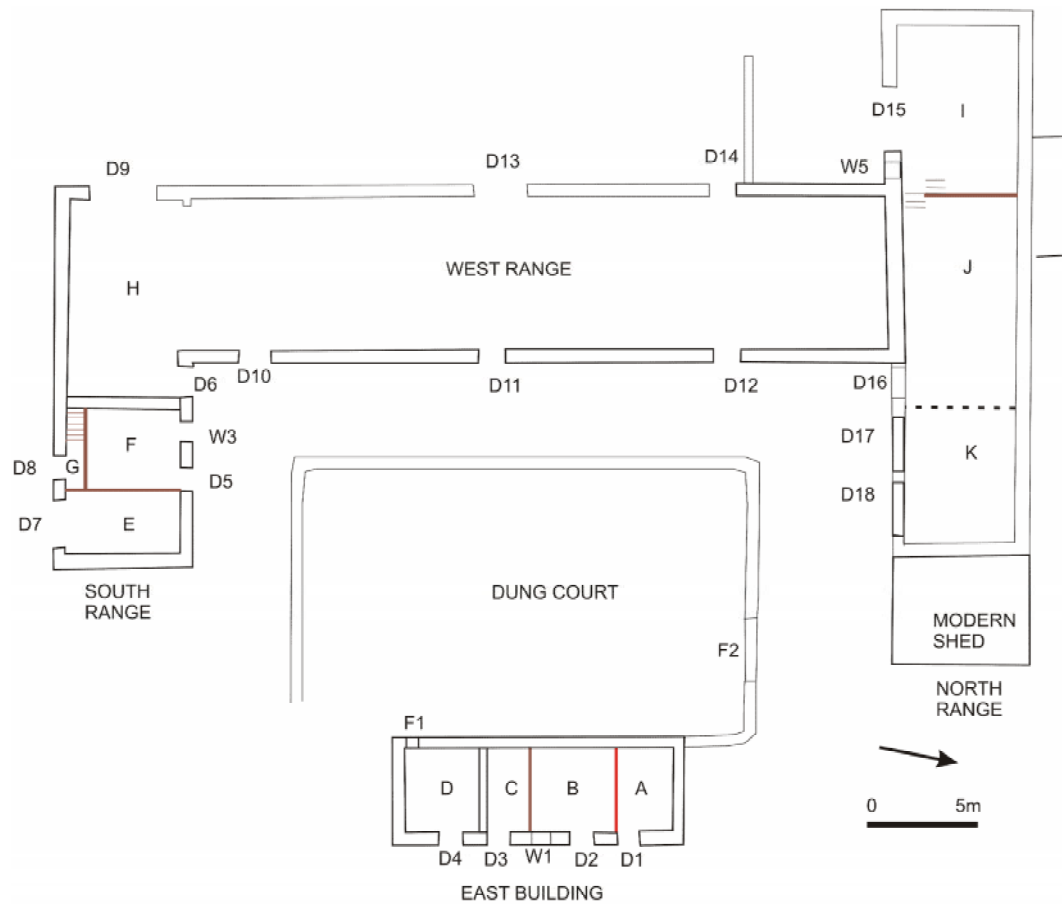 D15
I
D9
D13
D14
W5
WEST RANGE
J
H
D6
D10
D11
D12
D16
F
W3
D17
K
D8
G
D5
D18
D7
E
SOUTH
RANGE
DUNG COURT
MODERN
SHED
F2
NORTH
RANGE
F1
D
C
B
A
0
5m
D4
D3
W1
D2
D1
EAST BUILDING